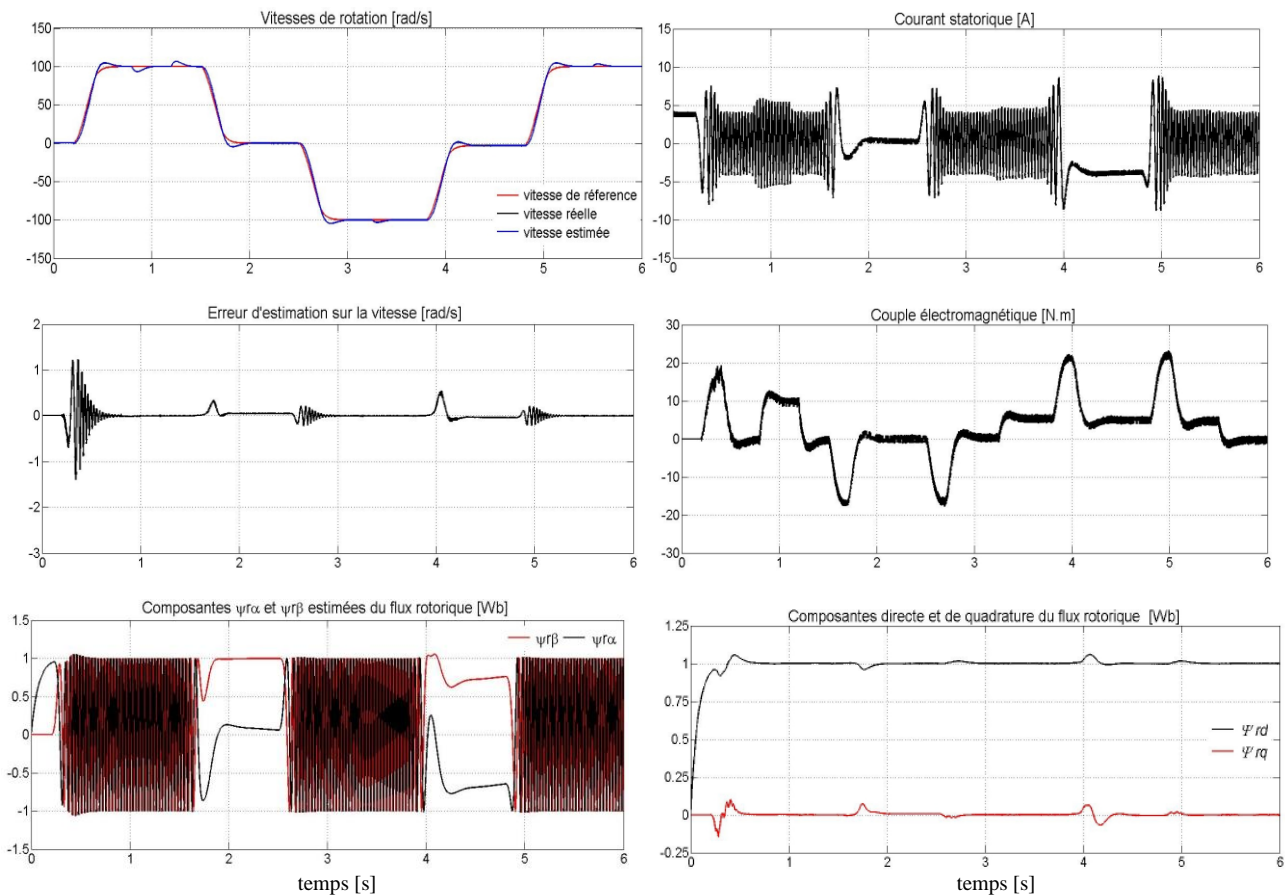 Vitesses de rotation [rad/s]
150
100
50
0
-50
-100
-150
0 1 2 3 4 5 6
vitesse de réference
vitesse réelle
vitesse estimée
Courant statorique [A]
15
10
5
0
-5
-10
-15
0 1 2 3 4 5 6
Erreur d'estimation sur la vitesse [rad/s]
2
1
0
-1
-2
-3
0 1 2 3 4 5 6
Couple électromagnétique [N.m]
30
20
10
0
-10
-20
-30
0 1 2 3 4 5 6
Composantes ψrα et ψrβ estimées du flux rotorique [Wb]
1.5
1
0.5
0
-0.5
-1
-1.5
0 1 2 3 4 5 6
ψrβ ψrα
temps [s]
Composantes directe et de quadrature du flux rotorique [Wb]
1.25
1
0.75
0.5
0.25
0
-0.25
0 1 2 3 4 5 6
Ψrd
Ψrq
temps [s]